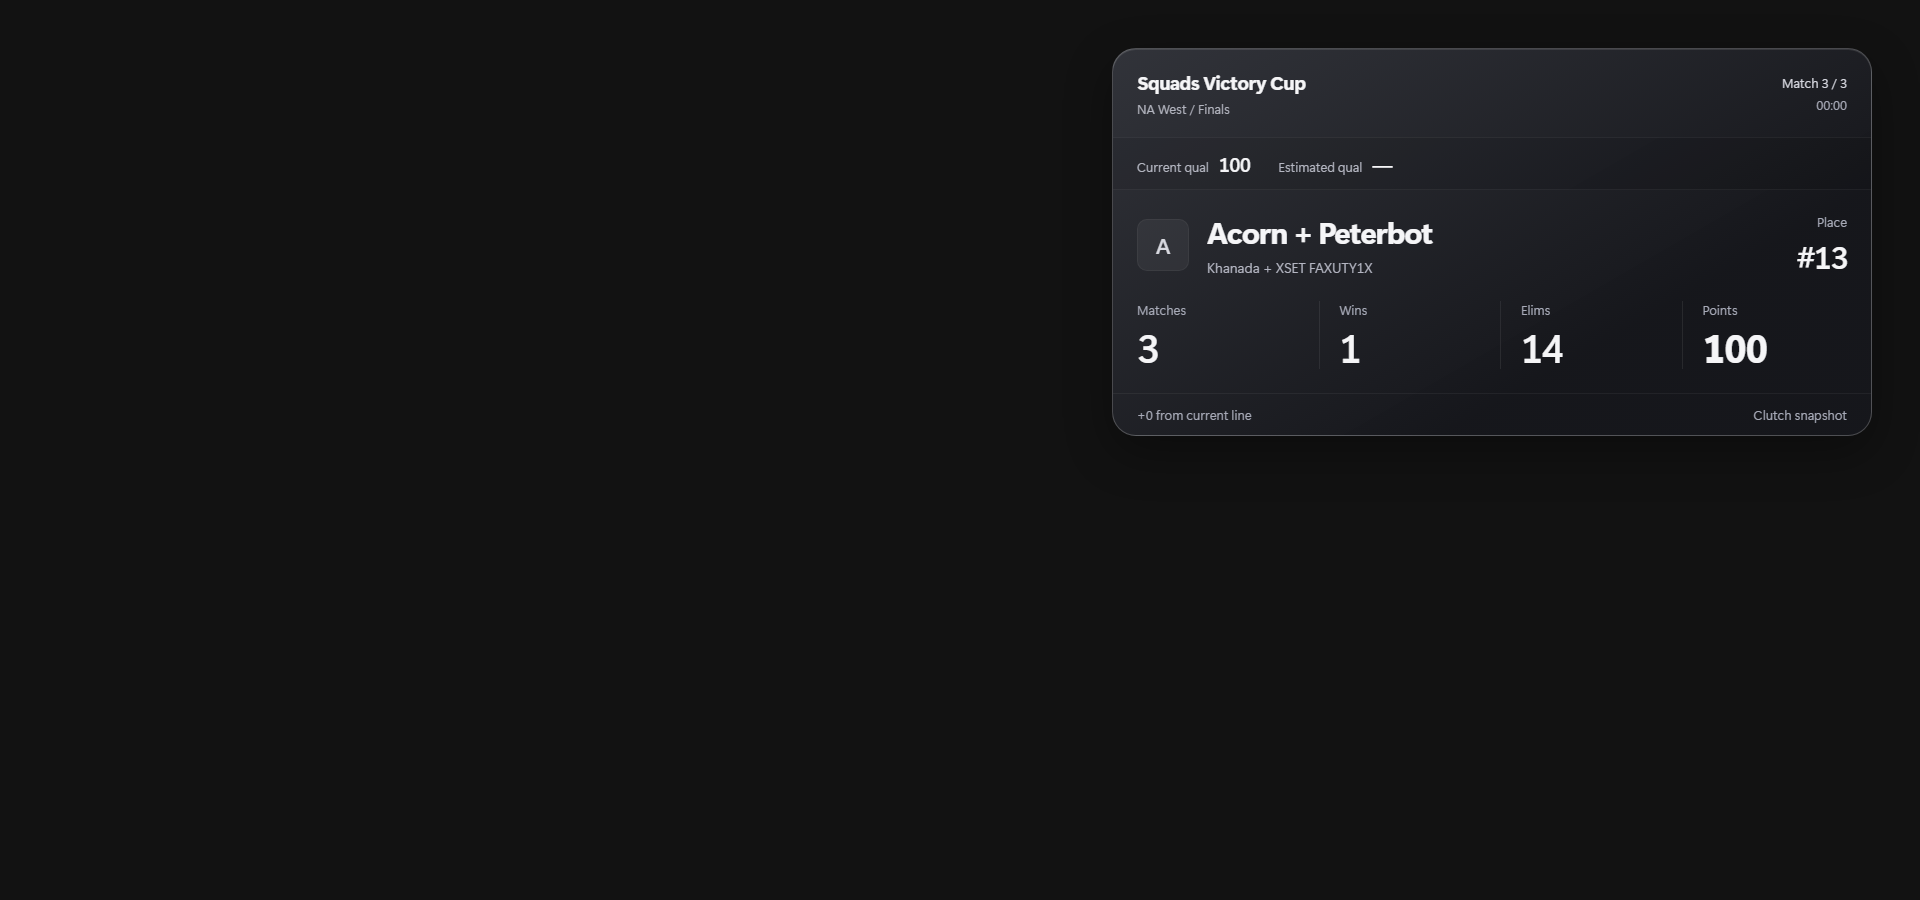 Squads Victory Cup
Match 3 / 3
NA West / Finals
00:00
Current qual 100 Estimated qual —
A
Acorn + Peterbot
Khanada + XSET FAXUTY1X
Place
#13
Matches
3
Wins
1
Elims
14
Points
100
+0 from current line
Clutch snapshot